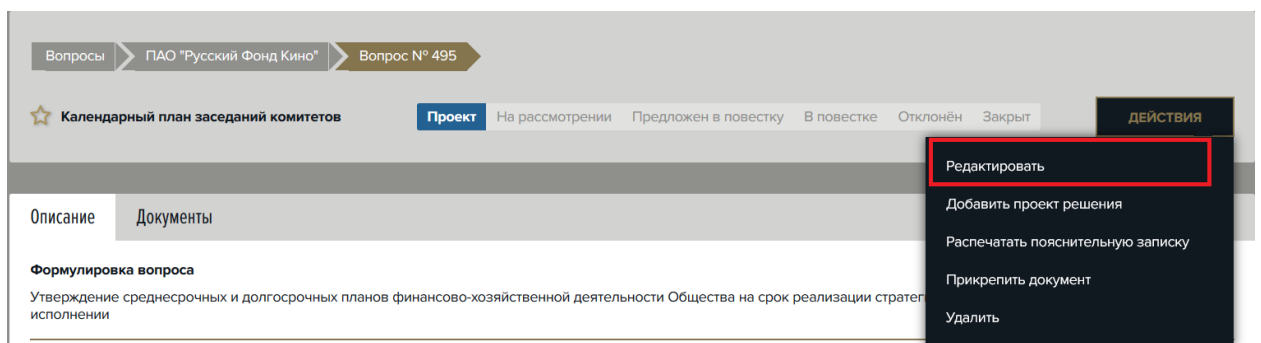 Вопросы ПАО "Русский Фонд Кино" Вопрос № 495
Календарный план заседаний комитетов Проект На рассмотрении Предложен в повестку В повестке Отклонён Закрыт ДЕЙСТВИЯ
Редактировать
Добавить проект решения
Распечатать пояснительную записку
Прикрепить документ
Удалить
Описание Документы
Формулировка вопроса
Утверждение среднесрочных и долгосрочных планов финансово-хозяйственной деятельности Общества на срок реализации
исполнении